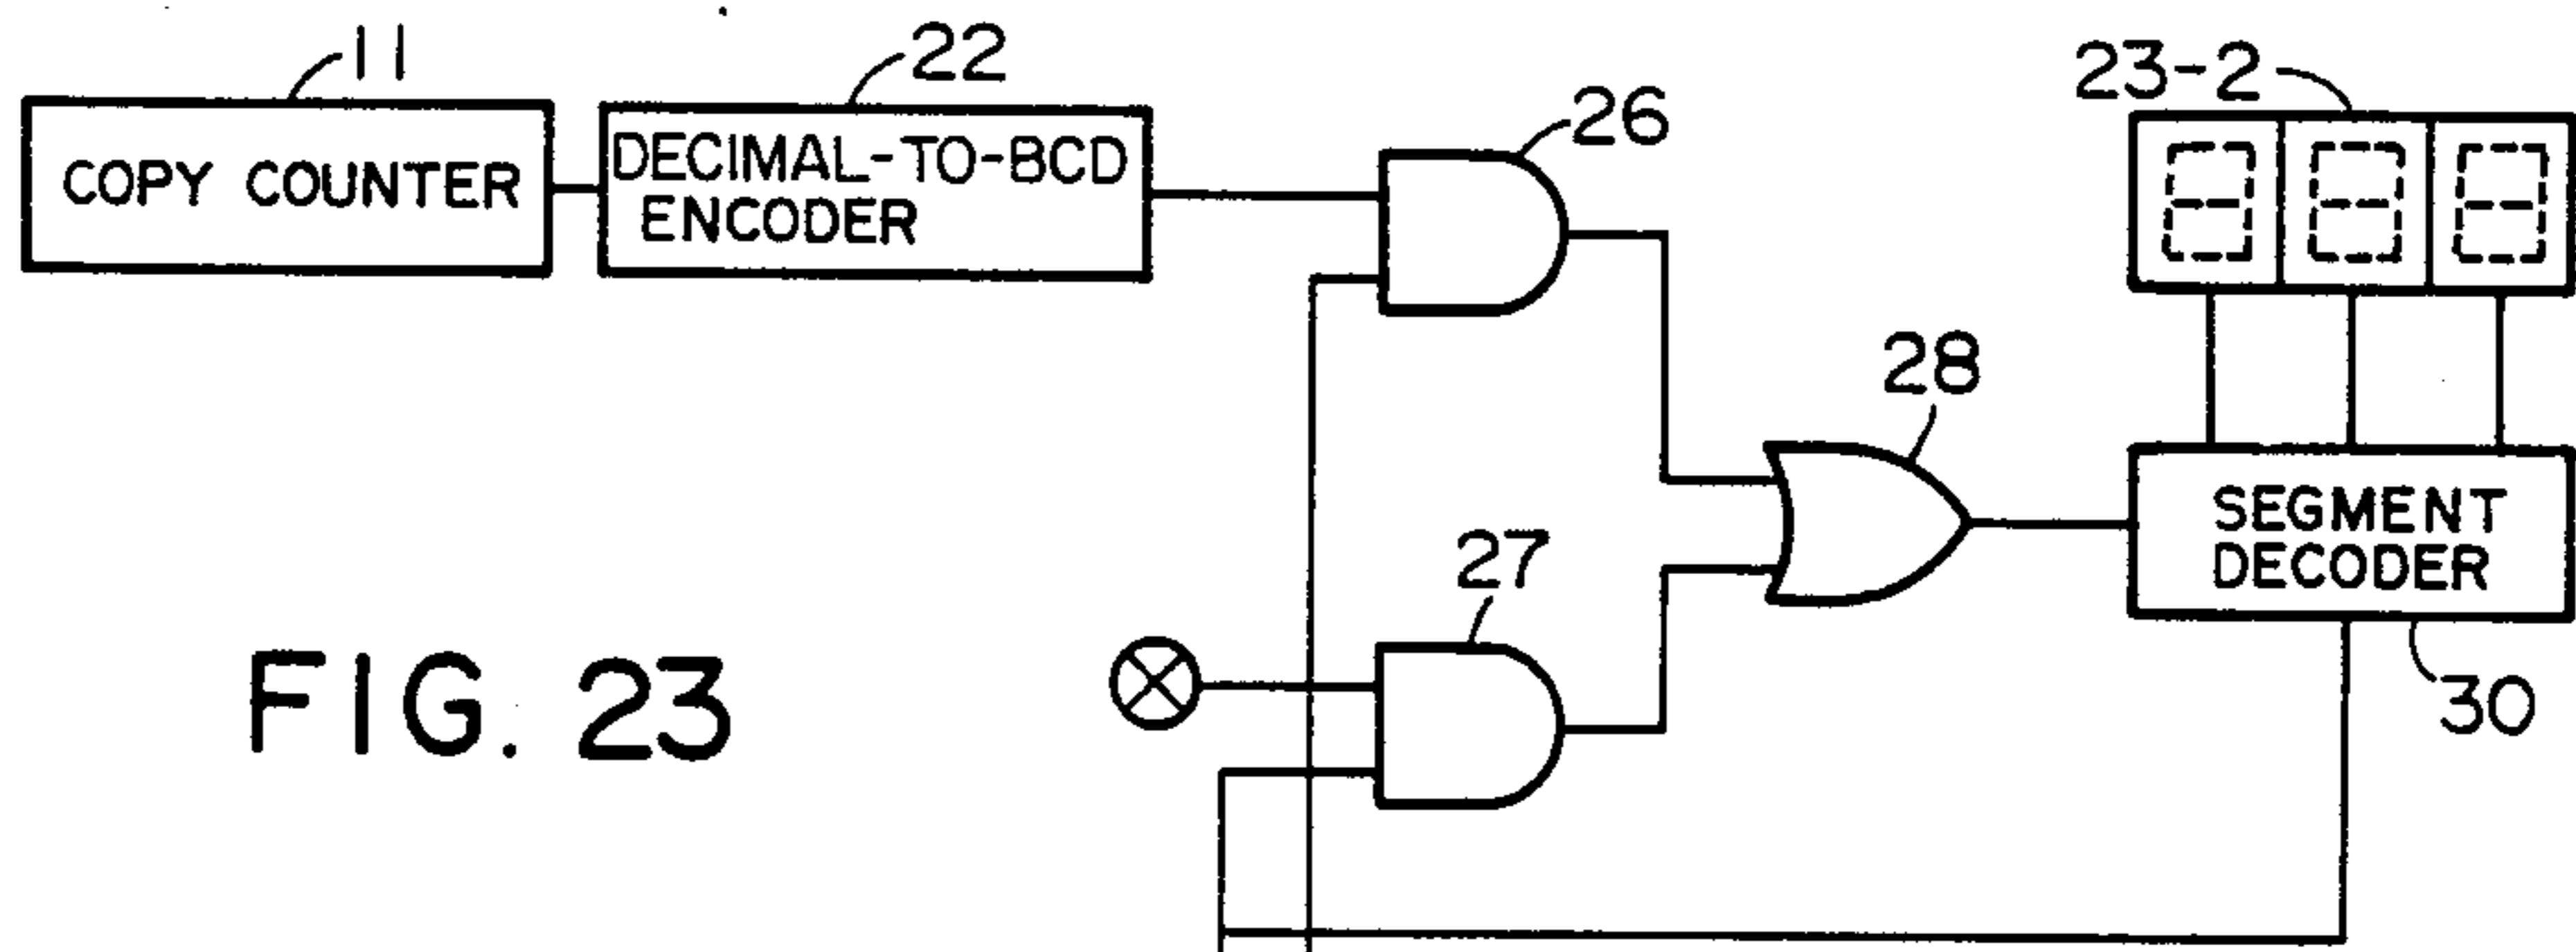 11
22
23-2
26
COPY COUNTER
DECIMAL-TO-BCD
ENCODER
28
SEGMENT
DECODER
27
30
FIG. 23